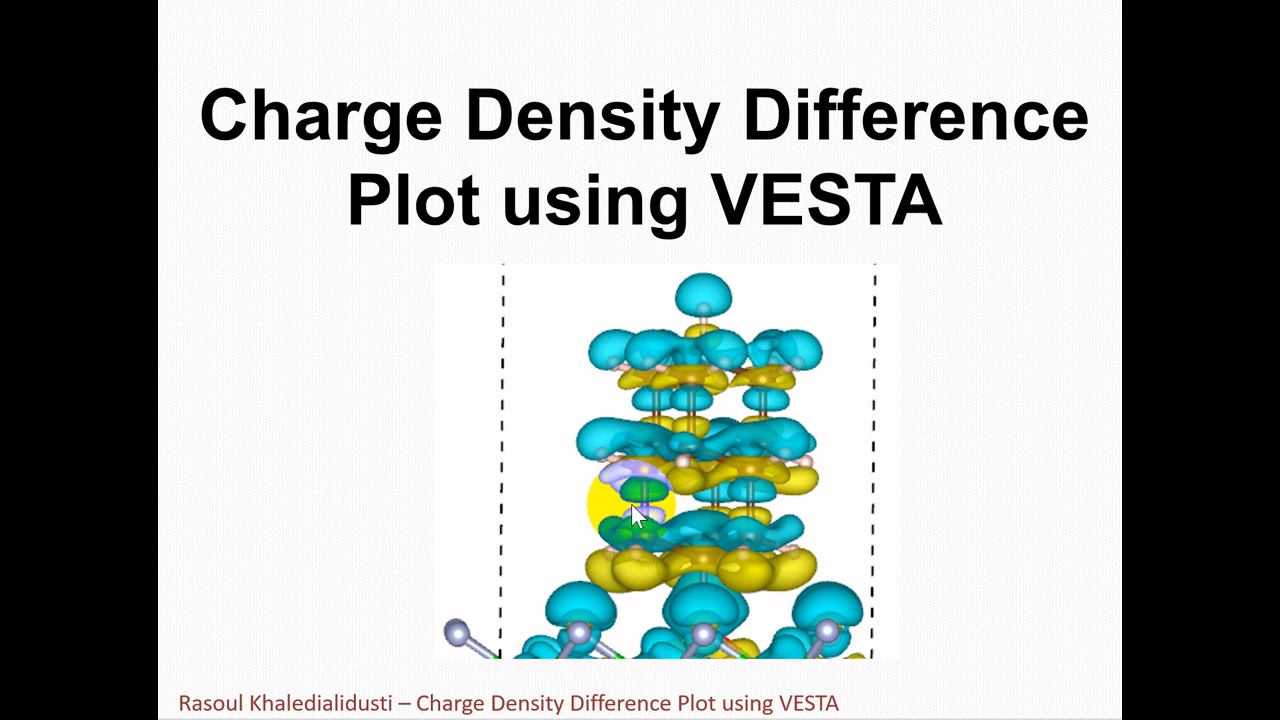 Charge Density Difference
Plot using VESTA
Rasoul Khaledialidusti – Charge Density Difference Plot using VESTA